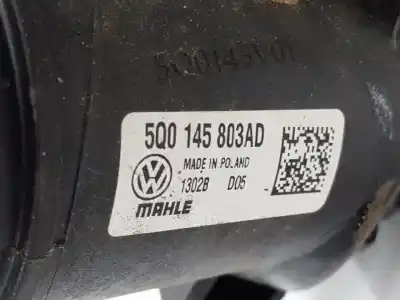 5Q0 145 803AD
MADE IN POLAND
1302B D05
MAHLE